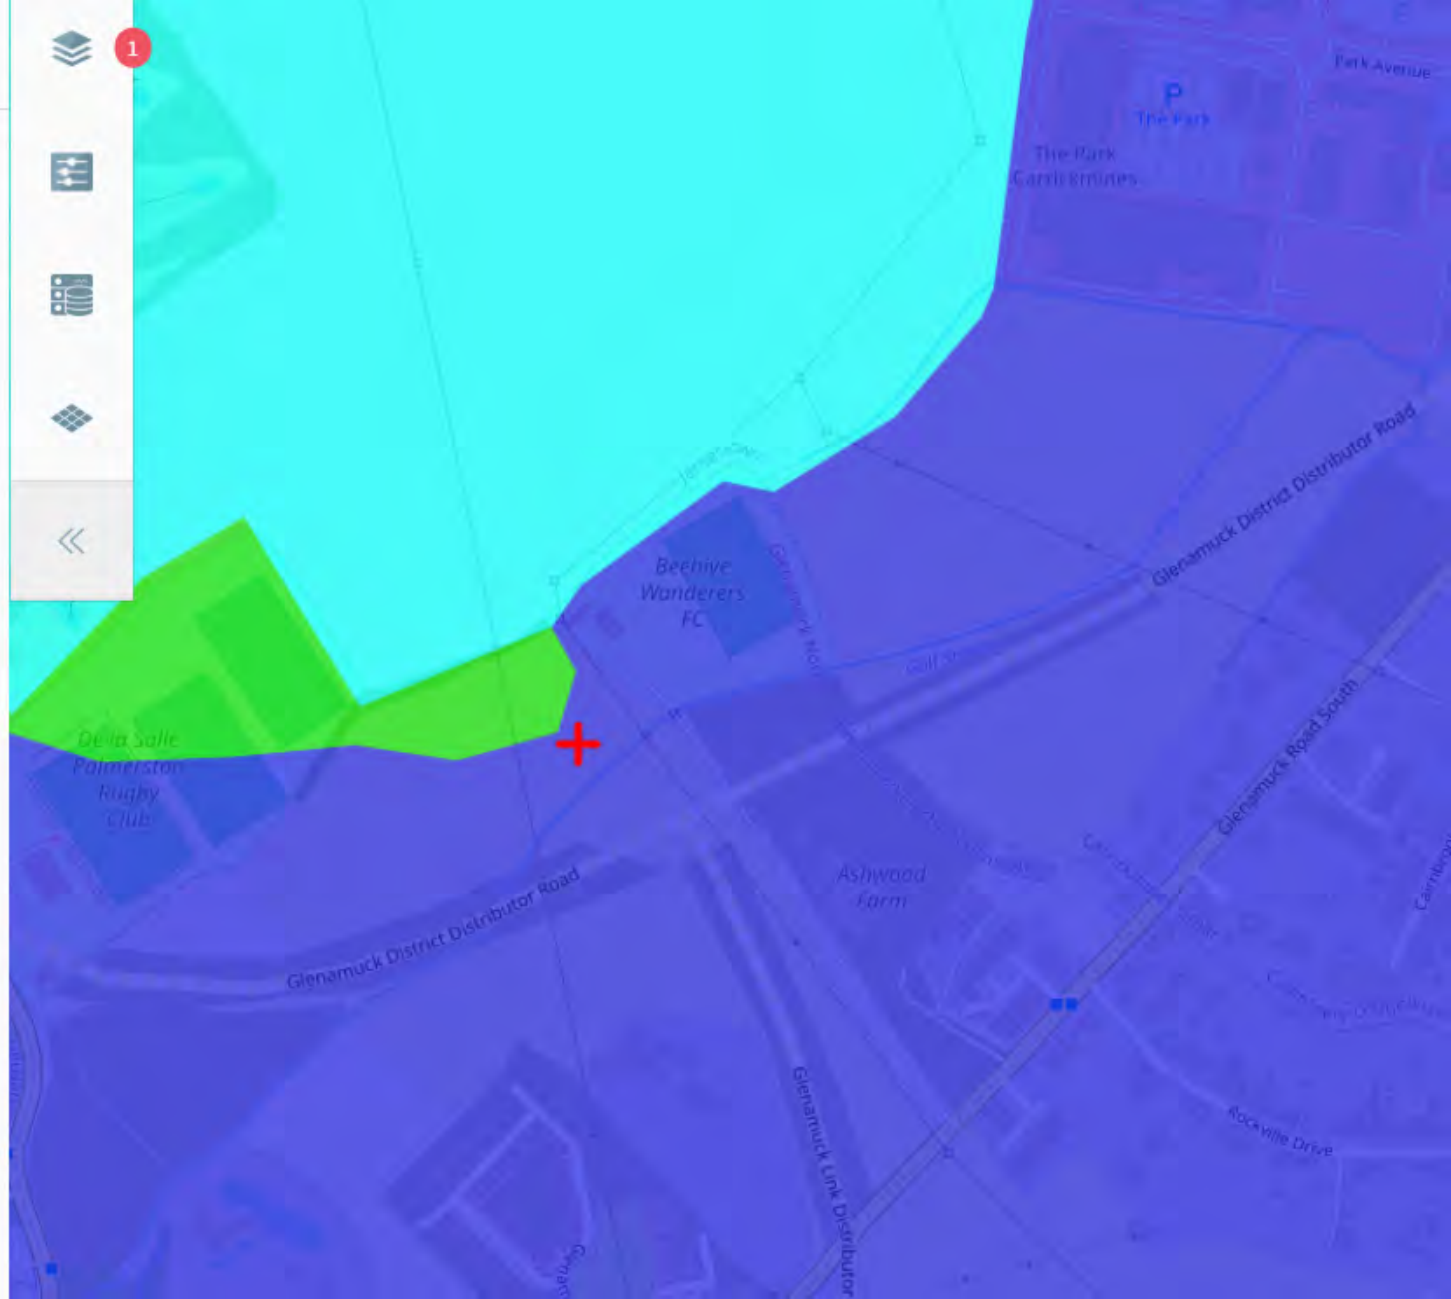 1
Park Avenue
P
The Park
The Park
Carrickmines
Glenamuck District Distributor Road
Beehive
Wanderers
FC
De la Salle
Palmerston
Rugby
Club
Ashwood
Farm
Glenamuck Road South
Glenamuck District Distributor Road
Glenamuck Link Distributor
Rockville Drive